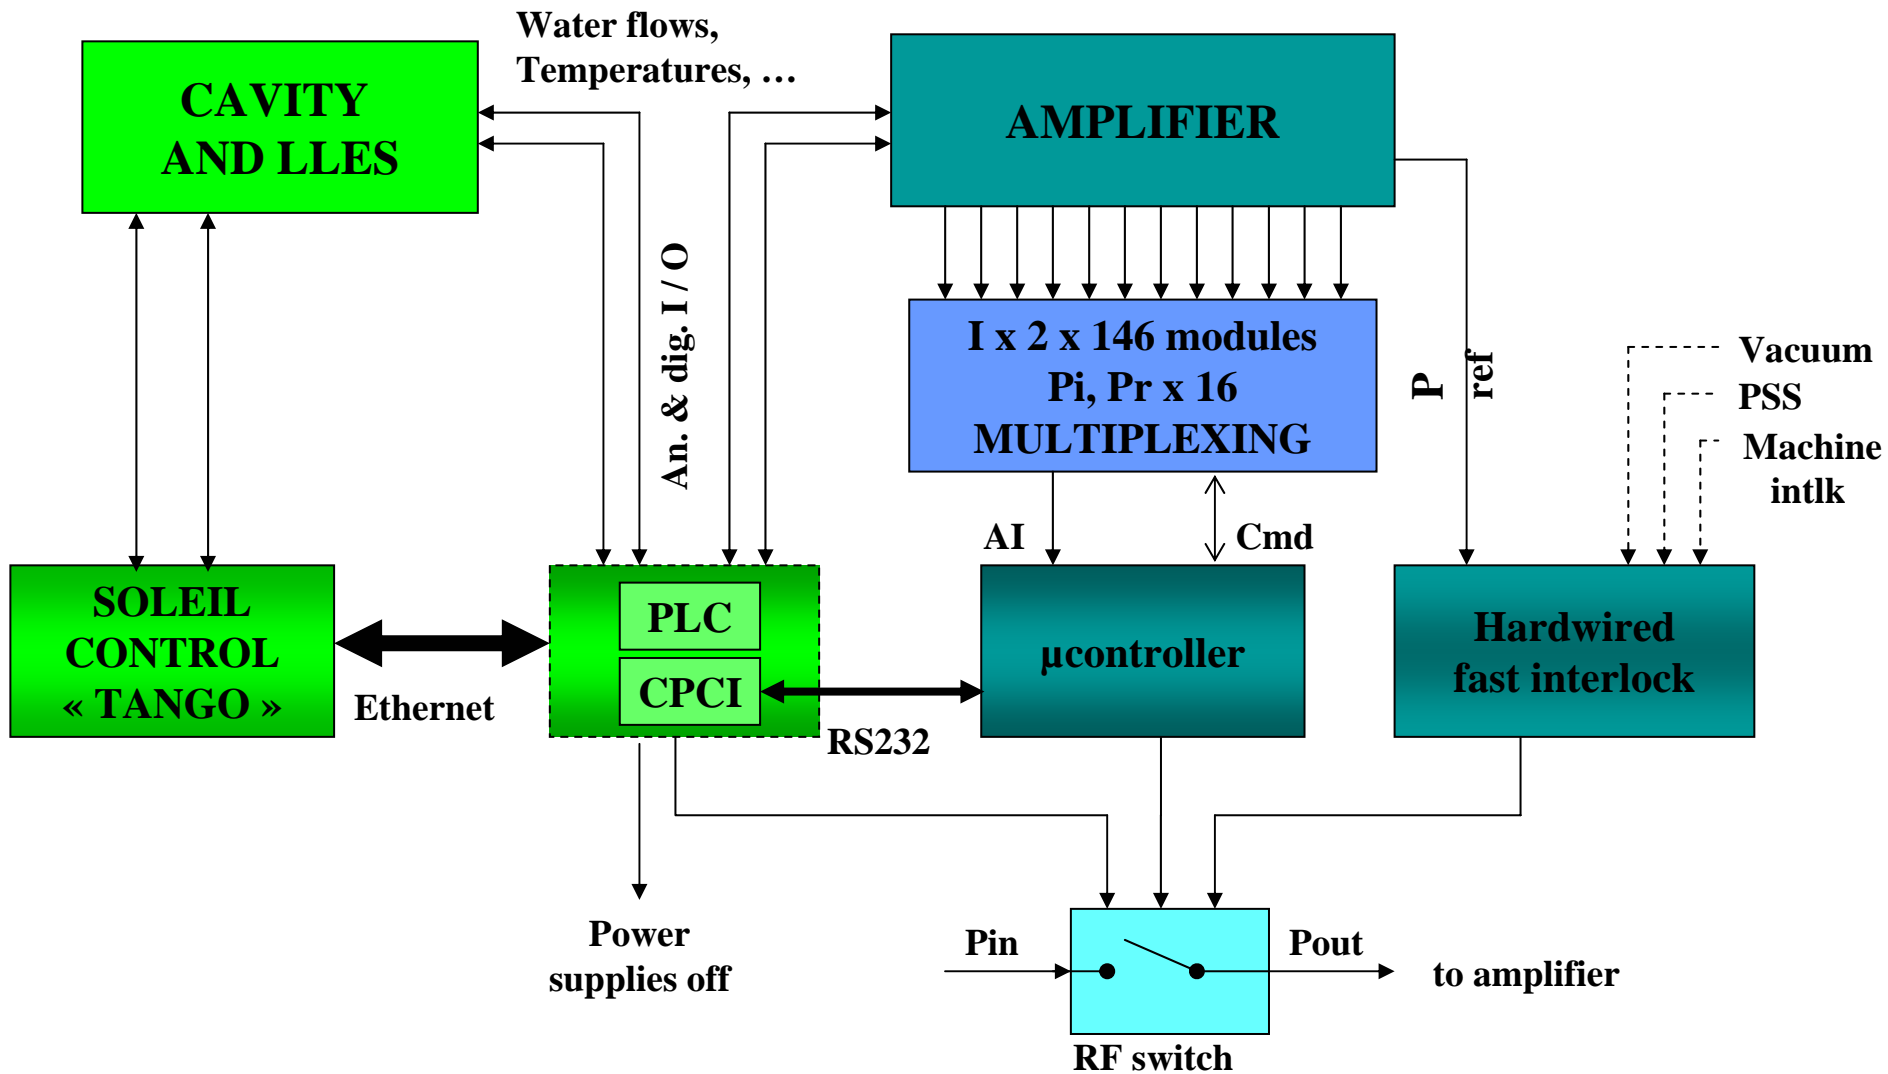 Water flows,
Temperatures, …
CAVITY
AND LLES
AMPLIFIER
An. & dig. I / O
I x 2 x 146 modules
Pi, Pr x 16
MULTIPLEXING
P
ref
Vacuum
PSS
Machine
intlk
AI
Cmd
SOLEIL
CONTROL
« TANGO »
Ethernet
PLC
CPCI
RS232
µcontroller
Hardwired
fast interlock
Power
supplies off
Pin
Pout
to amplifier
RF switch